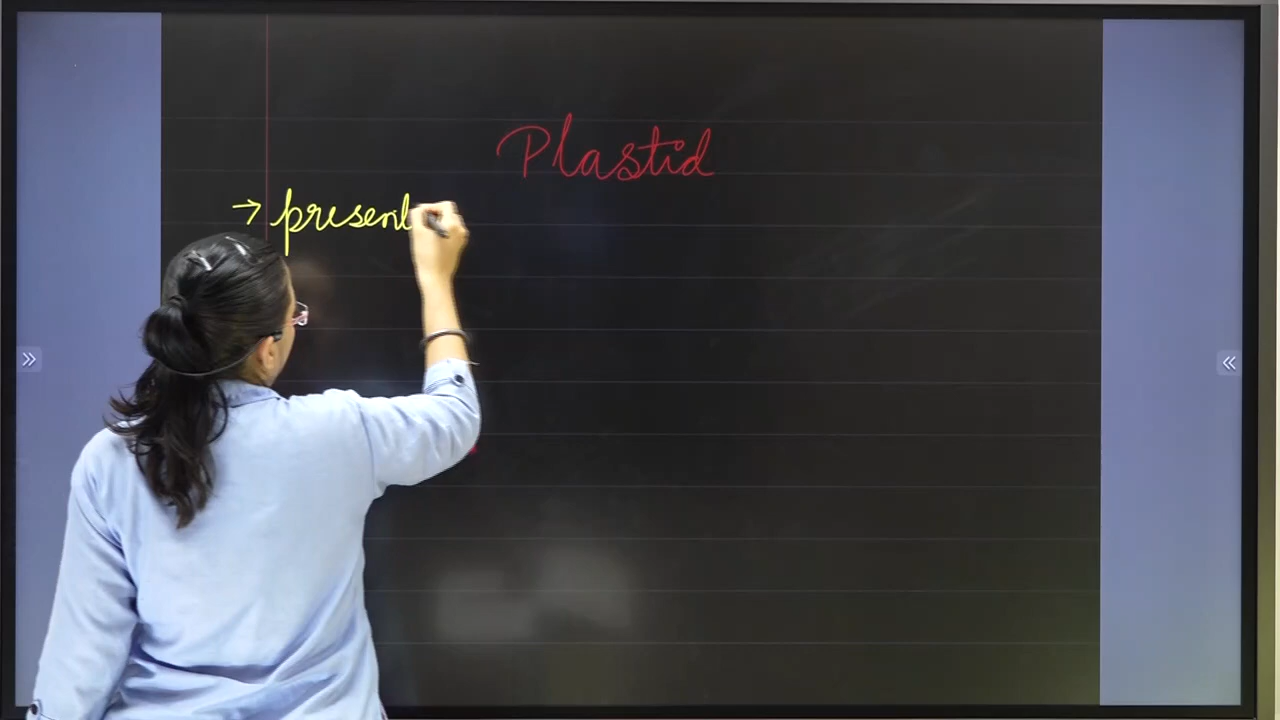 Plastid
→ present